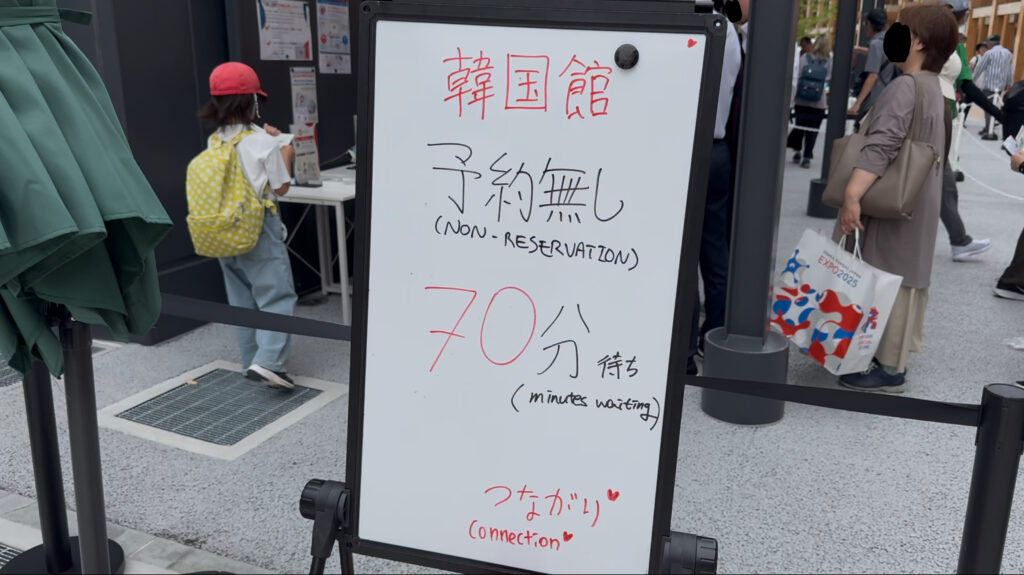 韓国館
予約無し
(NON-RESERVATION)
70分待ち
(minutes waiting)
つながり♥
Connection♥
EXPO2025